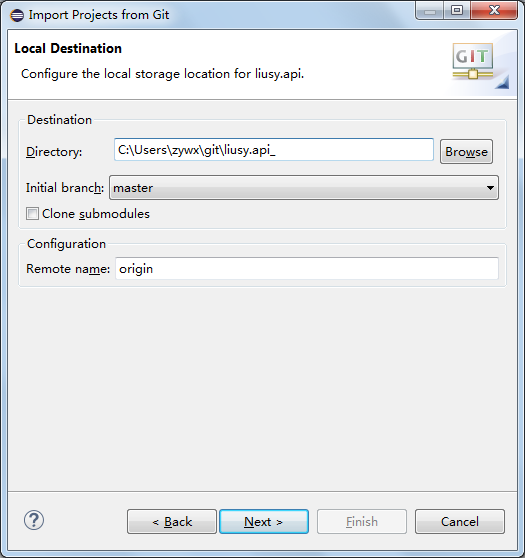 Import Projects from Git
Local Destination
Configure the local storage location for liusy.api.
GIT
Destination
Directory: C:\Users\zywx\git\liusy.api_ Browse
Initial branch: master
Clone submodules
Configuration
Remote name: origin
?
< Back Next > Finish Cancel